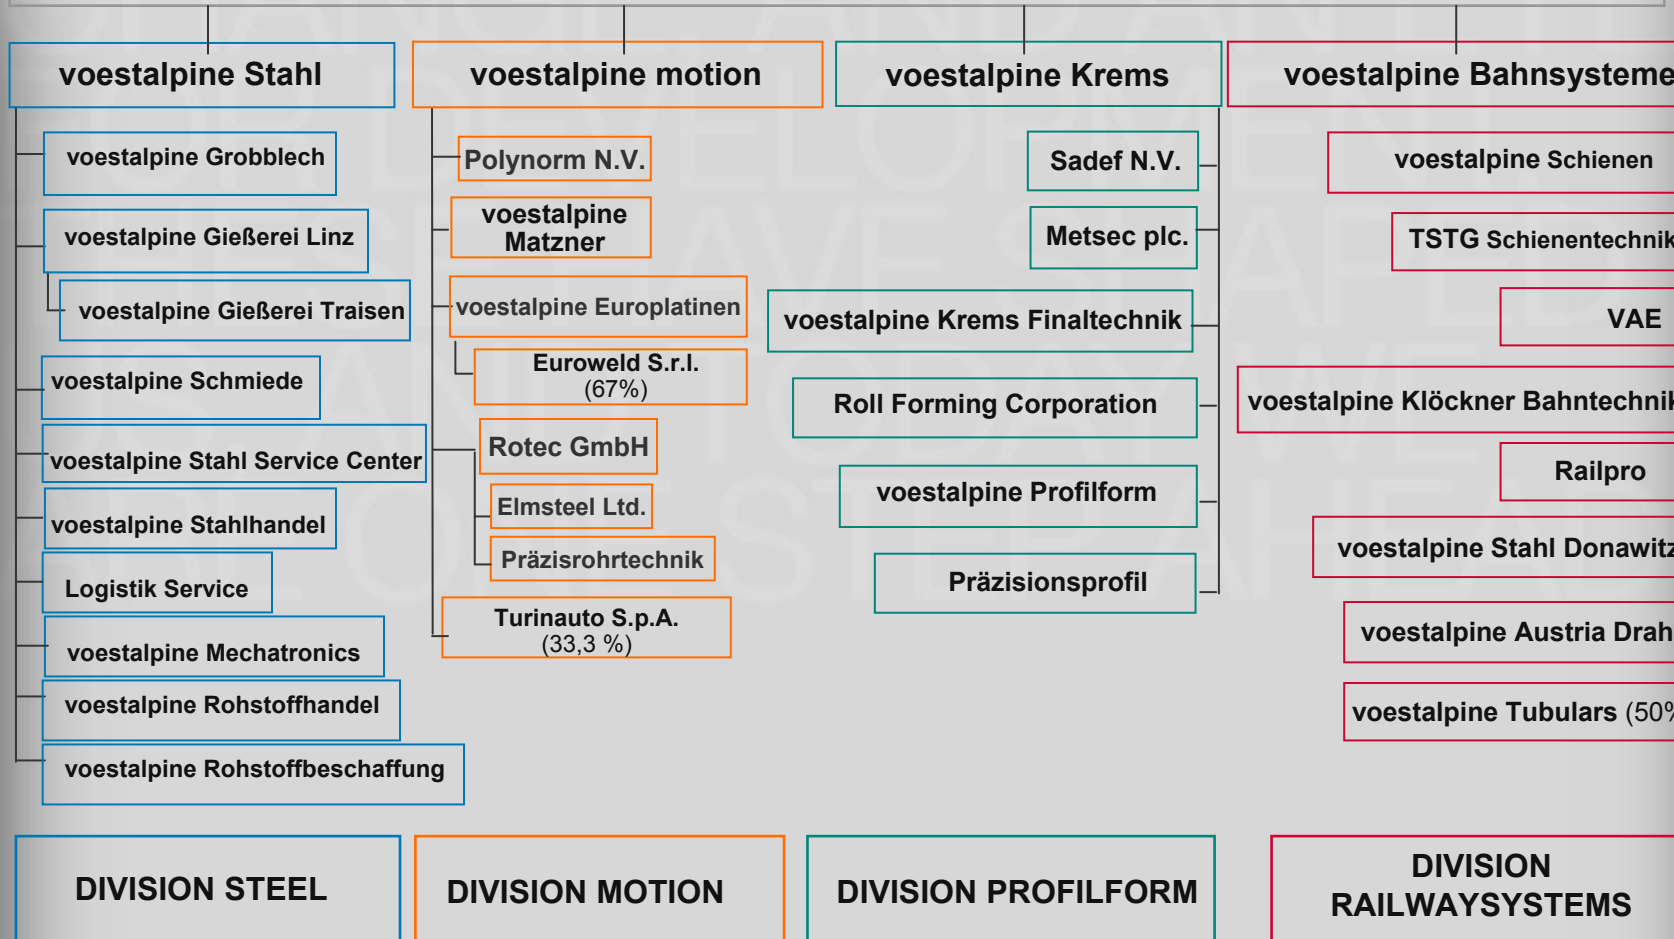 voestalpine Stahl
voestalpine Grobblech
voestalpine Gießerei Linz
voestalpine Gießerei Traisen
voestalpine Schmiede
voestalpine Stahl Service Center
voestalpine Stahlhandel
Logistik Service
voestalpine Mechatronics
voestalpine Rohstoffhandel
voestalpine Rohstoffbeschaffung
DIVISION STEEL
voestalpine motion
Polynorm N.V.
voestalpine
Matzner
voestalpine Europlatinen
Euroweld S.r.l.
(67%)
Rotec GmbH
Elmsteel Ltd.
Präzisrohrtechnik
Turinauto S.p.A.
(33,3 %)
DIVISION MOTION
voestalpine Krems
Sadef N.V.
Metsec plc.
voestalpine Krems Finaltechnik
Roll Forming Corporation
voestalpine Profilform
Präzisionsprofil
DIVISION PROFILFORM
voestalpine Bahnsysteme
voestalpine Schienen
TSTG Schienentechnik
VAE
voestalpine Klöckner Bahntechnik
Railpro
voestalpine Stahl Donawitz
voestalpine Austria
voestalpine Tubulars (50%
DIVISION
RAILWAYSYSTEMS